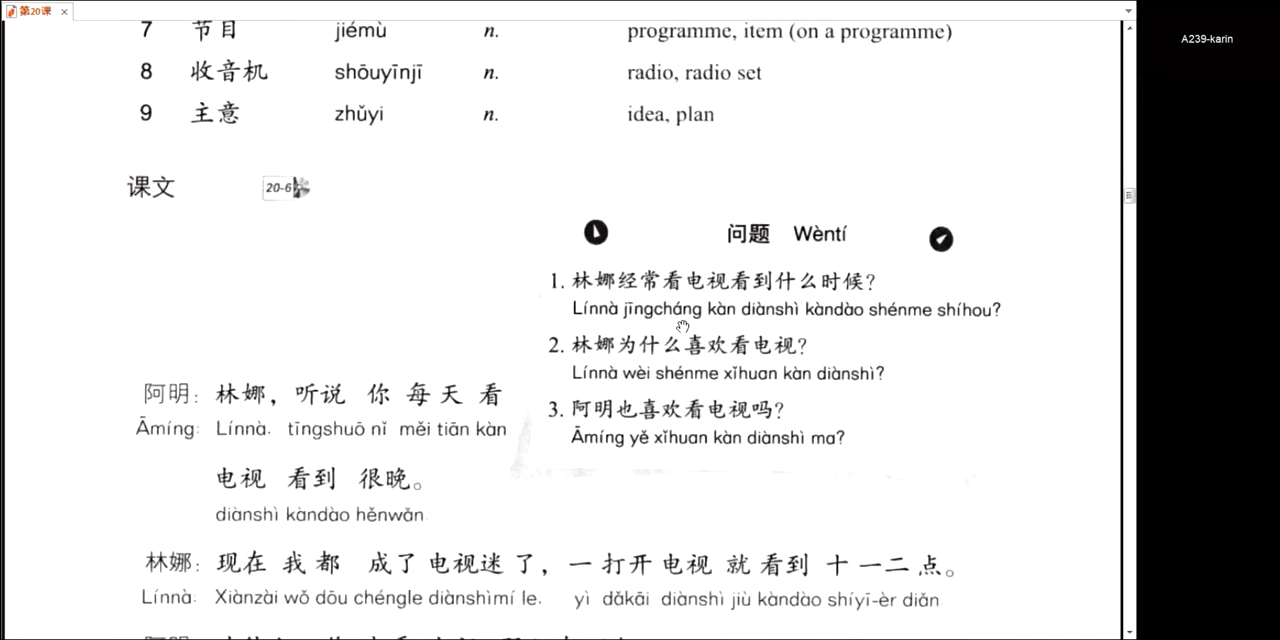 第20课
A239-karin
7 节目 jiémù n. programme, item (on a programme)
8 收音机 shōuyīnjī n. radio, radio set
9 主意 zhǔyi n. idea, plan
课文 20-6
问题 Wèntí
1. 林娜经常看电视看到什么时候?
Línnà jīngcháng kàn diànshì kàndào shénme shíhou?
2. 林娜为什么喜欢看电视?
Línnà wèi shénme xǐhuan kàn diànshì?
3. 阿明也喜欢看电视吗?
Āmíng yě xǐhuan kàn diànshì ma?
阿明: 林娜, 听说 你 每 天 看
Āmíng: Línnà. tīngshuō nǐ měi tiān kàn
电视 看到 很晚。
diànshì kàndào hěnwǎn
林娜: 现在 我 都 成了 电视迷 了, 一 打开 电视 就 看到 十 一二 点。
Línnà: Xiànzài wǒ dōu chéngle diànshìmí le. yì dǎkāi diànshì jiù kàndào shíyī-èr diǎn